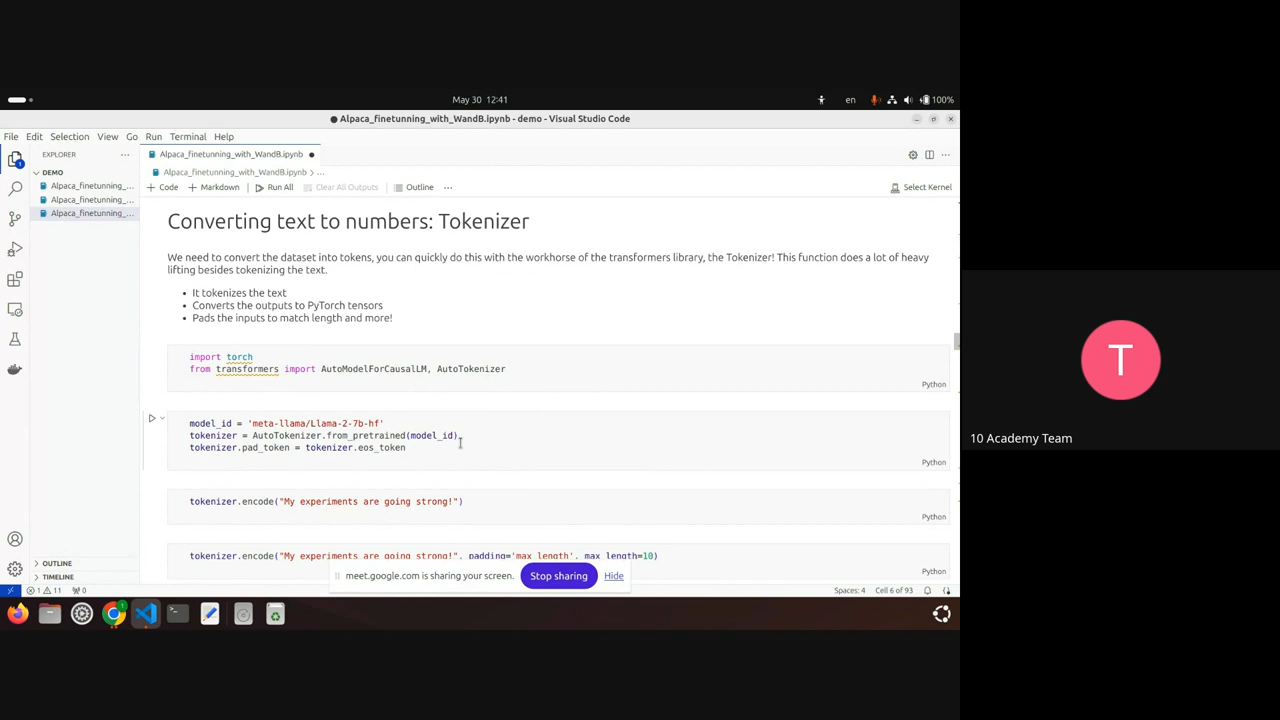 May 30 12:41
en
100%
● Alpaca_finetunning_with_WandB.ipynb - demo - Visual Studio Code
File Edit Selection View Go Run Terminal Help
EXPLORER
Alpaca_finetunning_with_WandB.ipynb ●
DEMO
Alpaca_finetunning_with_WandB.ipynb > ...
Alpaca_finetunning_...
Alpaca_finetunning_...
Alpaca_finetunning_...
+ Code + Markdown Run All Clear All Outputs Outline ... Select Kernel
Converting text to numbers: Tokenizer
We need to convert the dataset into tokens, you can quickly do this with the workhorse of the transformers library, the Tokenizer! This function does a lot of heavy
lifting besides tokenizing the text.
• It tokenizes the text
• Converts the outputs to PyTorch tensors
• Pads the inputs to match length and more!
import torch
from transformers import AutoModelForCausalLM, AutoTokenizer
Python
model_id = 'meta-llama/Llama-2-7b-hf'
tokenizer = AutoTokenizer.from_pretrained(model_id)
tokenizer.pad_token = tokenizer.eos_token
Python
tokenizer.encode("My experiments are going strong!")
Python
tokenizer.encode("My experiments are going strong!", padding='max_length', max_length=10)
Python
OUTLINE
TIMELINE
meet.google.com is sharing your screen. Stop sharing Hide
1 11 0
Spaces: 4 Cell 6 of 93
T
10 Academy Team